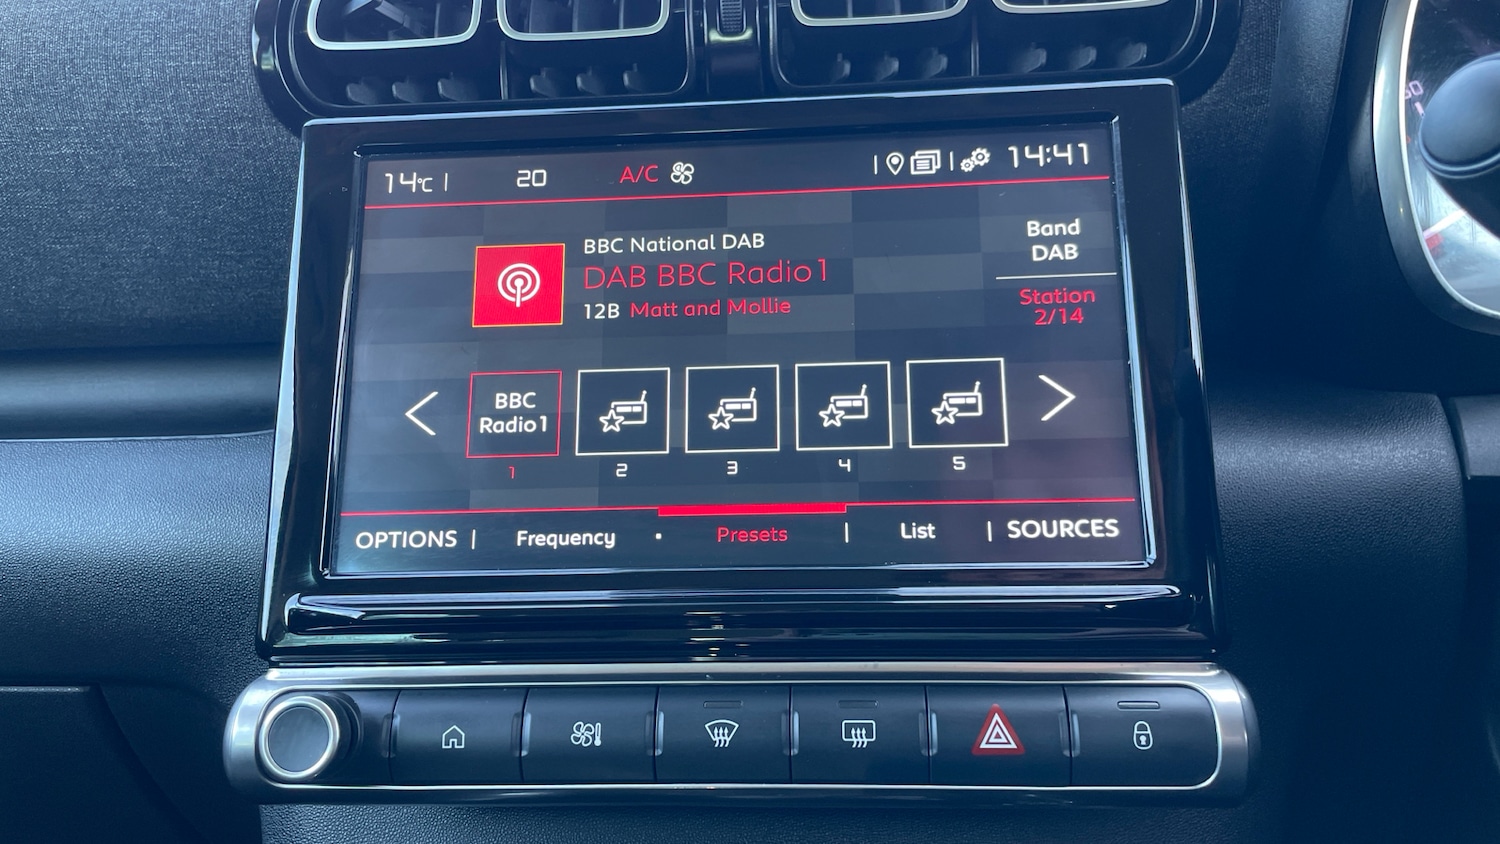 14°C | 20 A/C | | 14:41
BBC National DAB
DAB BBC Radio1
12B Matt and Mollie
Band
DAB
Station
2/14
BBC
Radio1
1 2 3 4 5
OPTIONS | Frequency · Presets | List | SOURCES